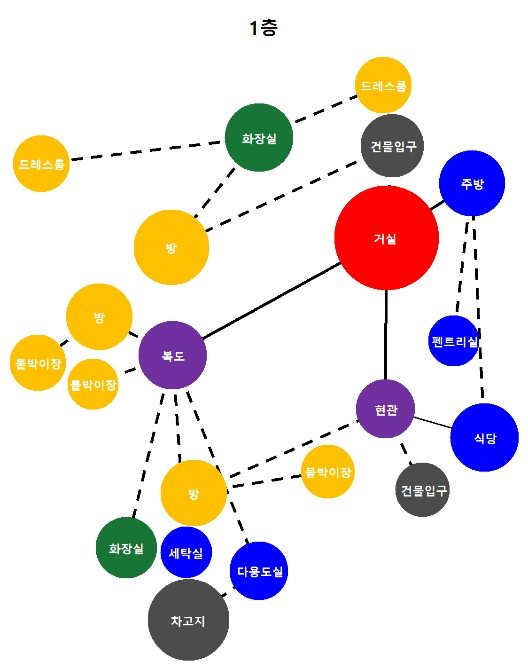 1층
드레스룸
화장실
건물입구
드레스룸
주방
방
거실
방
복도
펜트리실
붙박이장
붙박이장
현관
식당
방
붙박이장
건물입구
화장실
세탁실
다용도실
차고지